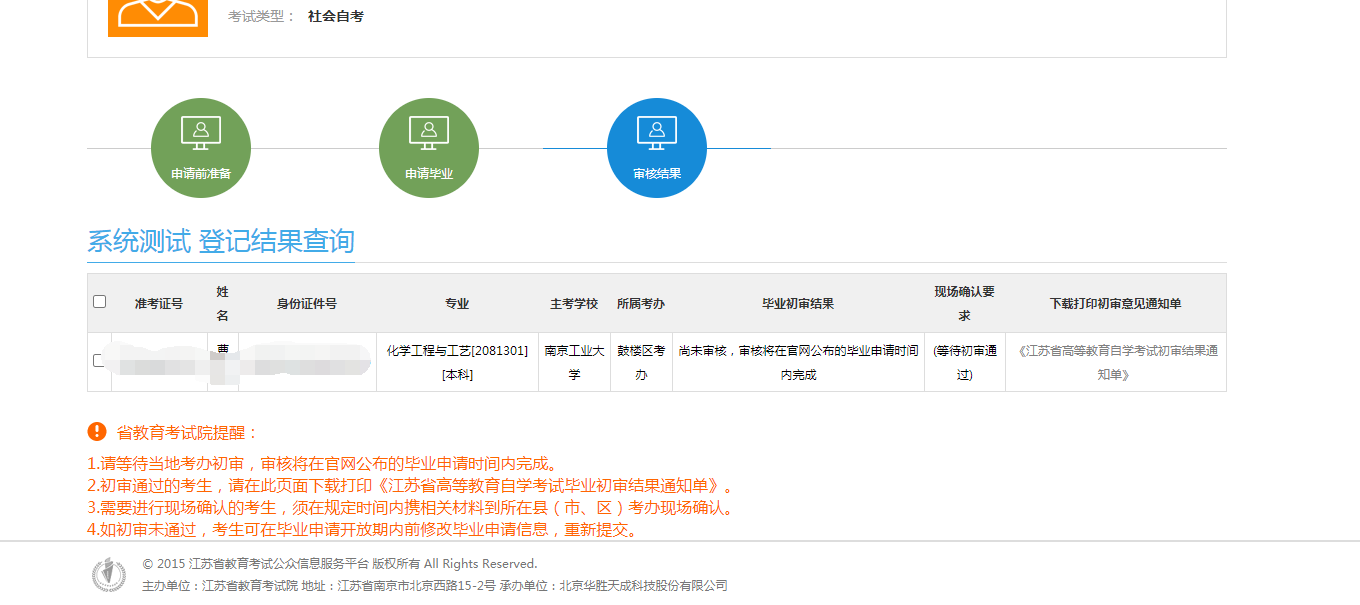 考试类型： 社会自考
申请前准备
申请毕业
审核结果
系统测试 登记结果查询
准考证号 姓名 身份证件号 专业 主考学校 所属考办 毕业初审结果 现场确认要求 下载打印初审意见通知单
曹
化学工程与工艺[2081301]
[本科]
南京工业大
学
鼓楼区考
办
尚未审核，审核将在官网公布的毕业申请时间
内完成
(等待初审通
过)
《江苏省高等教育自学考试初审结果通
知单》
省教育考试院提醒：
1.请等待当地考办初审，审核将在官网公布的毕业申请时间内完成。
2.初审通过的考生，请在此页面下载打印《江苏省高等教育自学考试毕业初审结果通知单》。
3.需要进行现场确认的考生，须在规定时间内携相关材料到所在县（市、区）考办现场确认。
4.如初审未通过，考生可在毕业申请开放期内前修改毕业申请信息，重新提交。
© 2015 江苏省教育考试公众信息服务平台 版权所有 All Rights Reserved.
主办单位：江苏省教育考试院 地址：江苏省南京市北京西路15-2号 承办单位：北京华胜天成科技股份有限公司